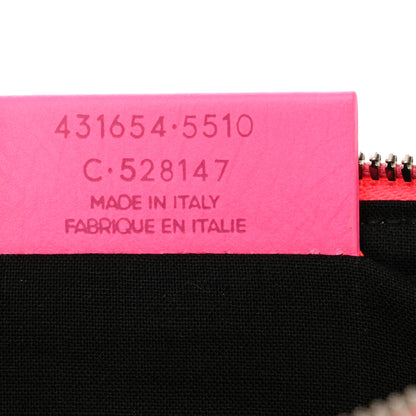 431654·5510
C·528147
MADE IN ITALY
FABRIQUE EN ITALIE